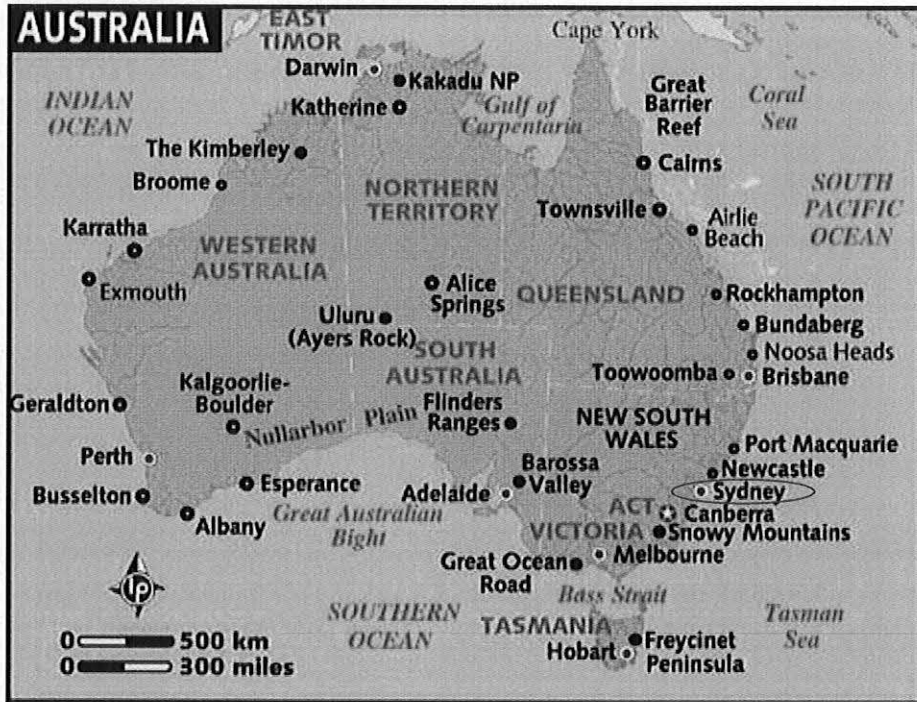 AUSTRALIA
EAST
TIMOR
Cape York
Darwin
Kakadu NP
Katherine
INDIAN
OCEAN
Gulf of
Carpentaria
Great
Barrier
Reef
Coral
Sea
The Kimberley
Broome
Cairns
NORTHERN
TERRITORY
Townsville
Airlie
Beach
SOUTH
PACIFIC
OCEAN
Karratha
WESTERN
AUSTRALIA
Exmouth
Alice
Springs
QUEENSLAND
Rockhampton
Uluru
(Ayers Rock)
Bundaberg
SOUTH
AUSTRALIA
Noosa Heads
Toowoomba
Brisbane
Kalgoorlie-
Boulder
Geraldton
Nullarbor Plain
Flinders
Ranges
NEW SOUTH
WALES
Port Macquarie
Perth
Newcastle
Esperance
Adelaide
Barossa
Valley
Sydney
Busselton
Albany
Great Australian
Bight
ACT
Canberra
VICTORIA
Snowy Mountains
Melbourne
Great Ocean
Road
Bass Strait
lp
SOUTHERN
OCEAN
TASMANIA
Tasman
Sea
Hobart
Freycinet
Peninsula
0 500 km
0 300 miles